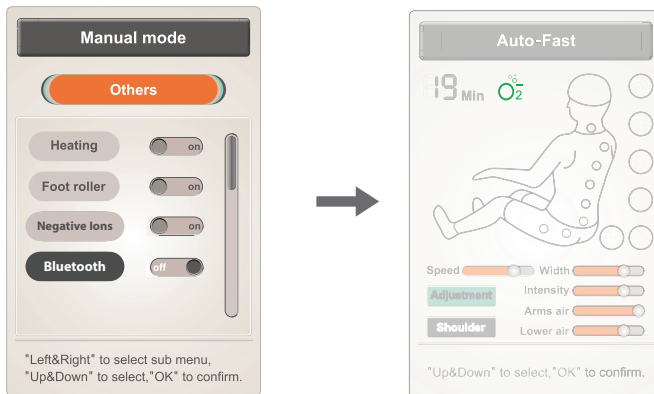 Manual mode
Others
Heating on
Foot roller on
Negative Ions on
Bluetooth off
"Left&Right" to select sub menu,
"Up&Down" to select,"OK" to confirm.
Auto-Fast
19 Min O2
Speed Width
Adjustment Intensity
Arms air
Shoulder Lower air
"Up&Down" to select,"OK" to confirm.